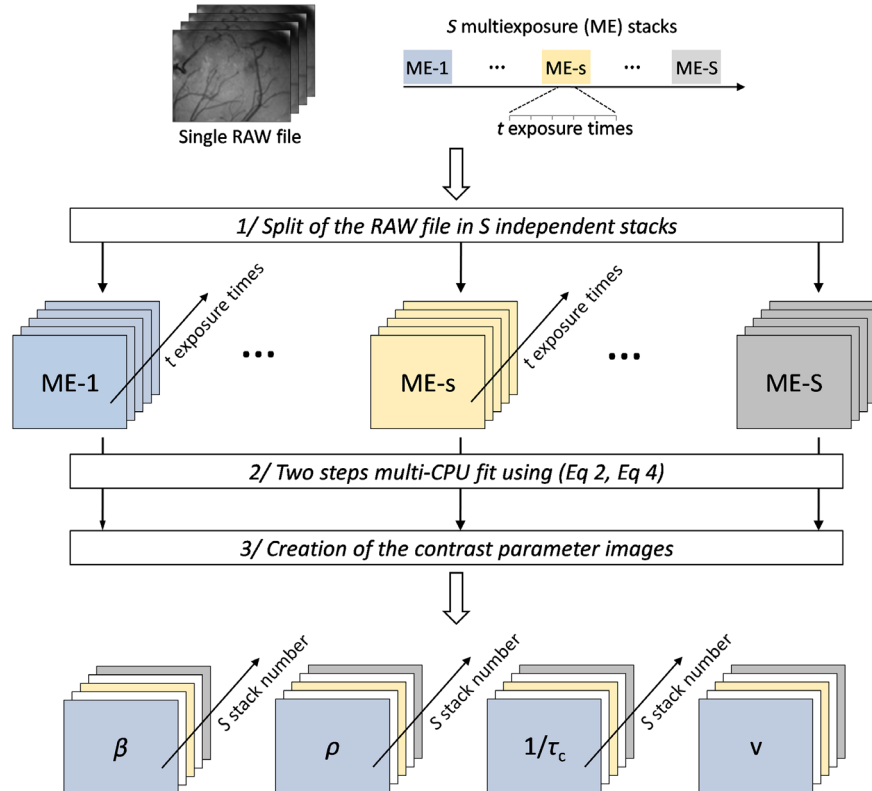 S multiexposure (ME) stacks
ME-1 ... ME-s ... ME-S
t exposure times
Single RAW file
1/ Split of the RAW file in S independent stacks
t exposure times
t exposure times
ME-1 ... ME-s ... ME-S
2/ Two steps multi-CPU fit using (Eq 2, Eq 4)
3/ Creation of the contrast parameter images
S stack number
S stack number
S stack number
β ρ 1/τc ν